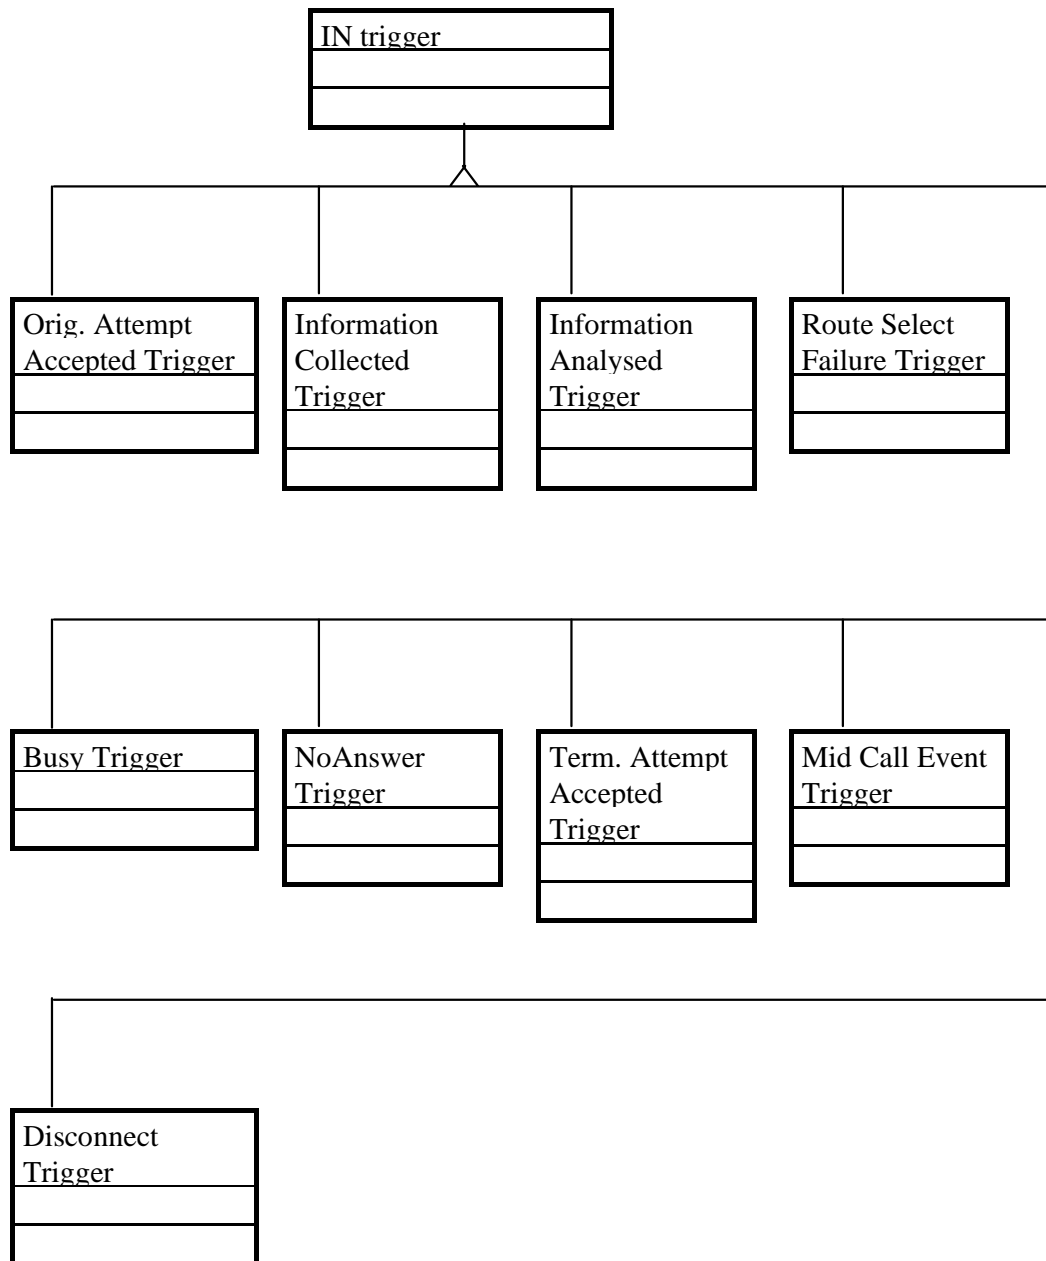 IN trigger
Orig. Attempt
Accepted Trigger
Information
Collected
Trigger
Information
Analysed
Trigger
Route Select
Failure Trigger
Busy Trigger
NoAnswer
Trigger
Term. Attempt
Accepted
Trigger
Mid Call Event
Trigger
Disconnect
Trigger